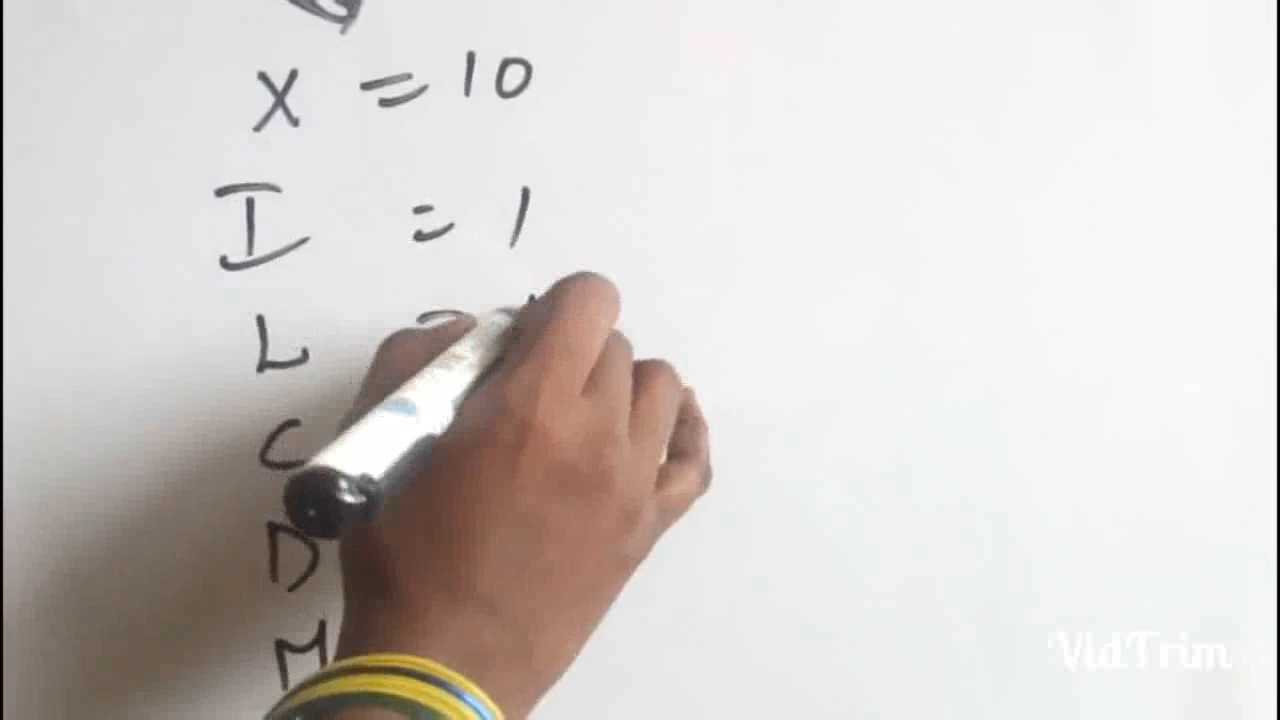 X = 10
I = 1
L =
C
D
M
VidTrim